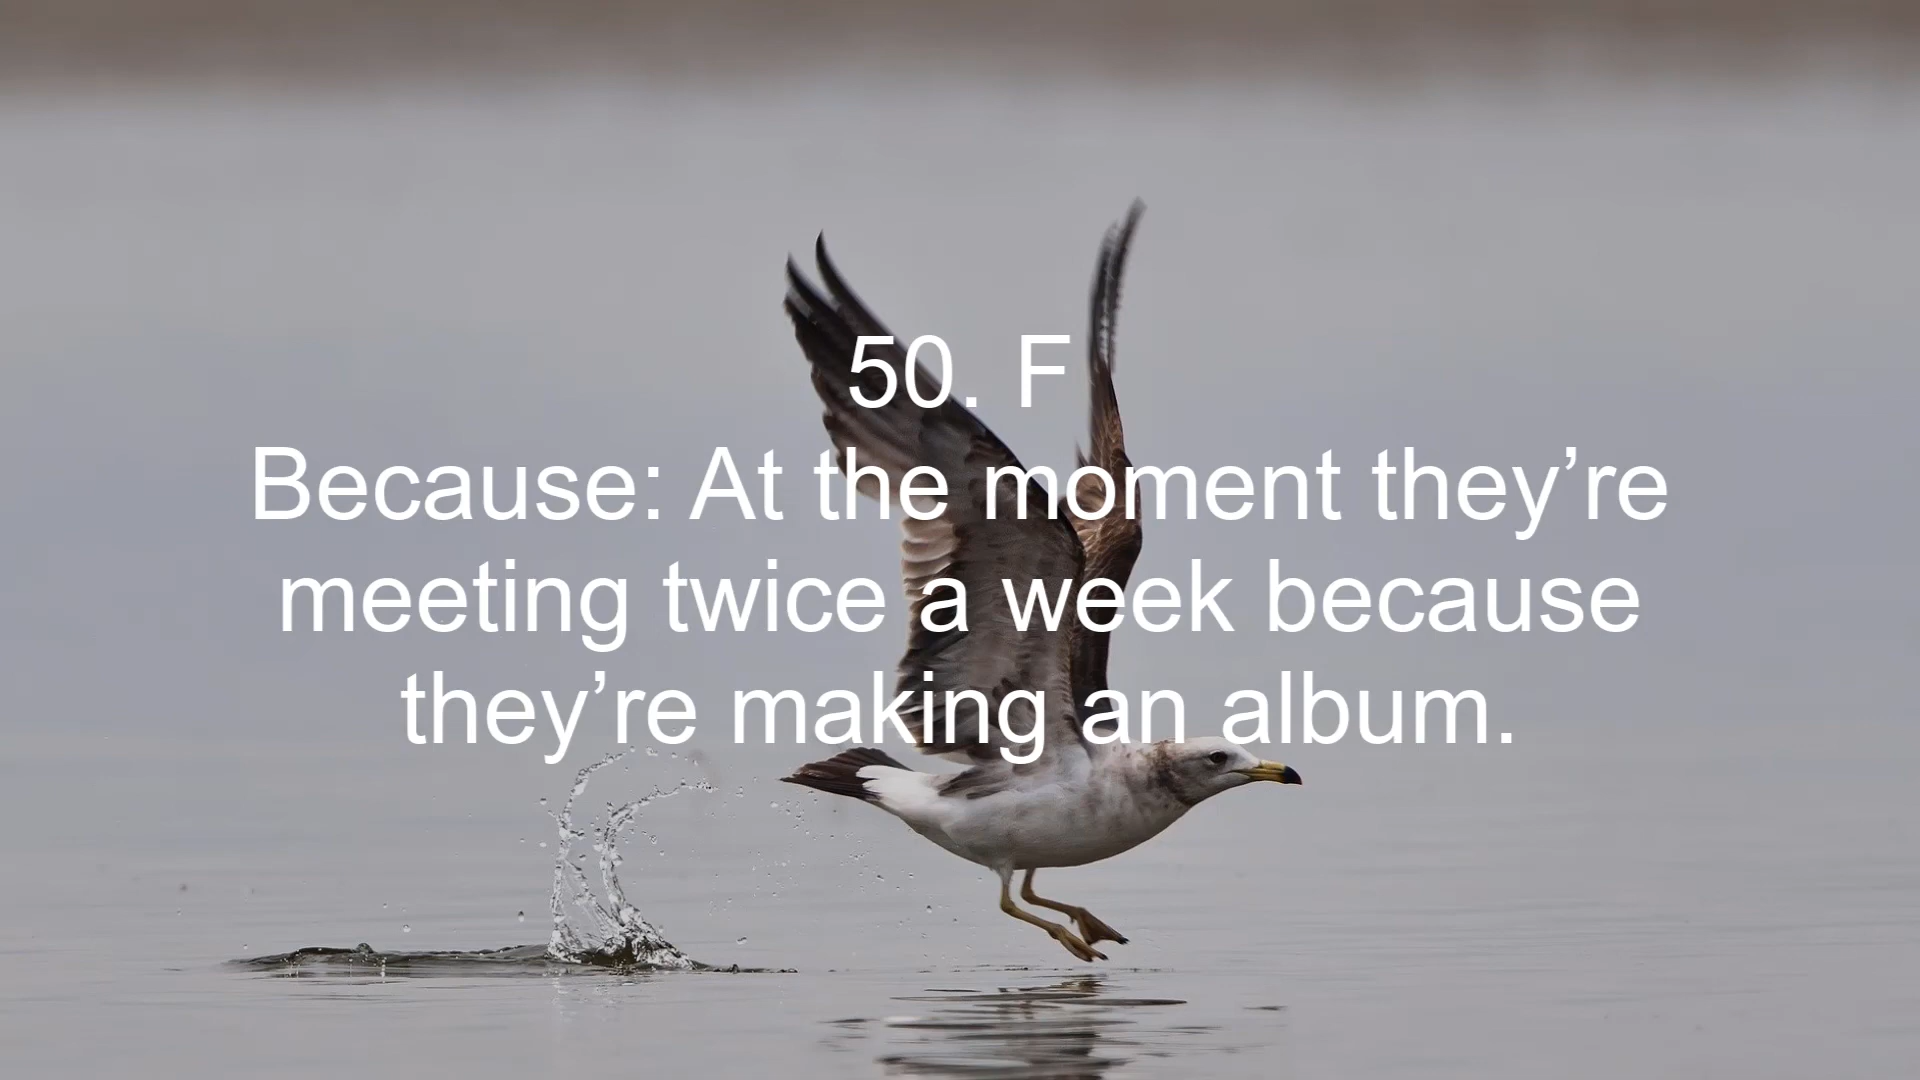 50. F
Because: At the moment they’re
meeting twice a week because
they’re making an album.